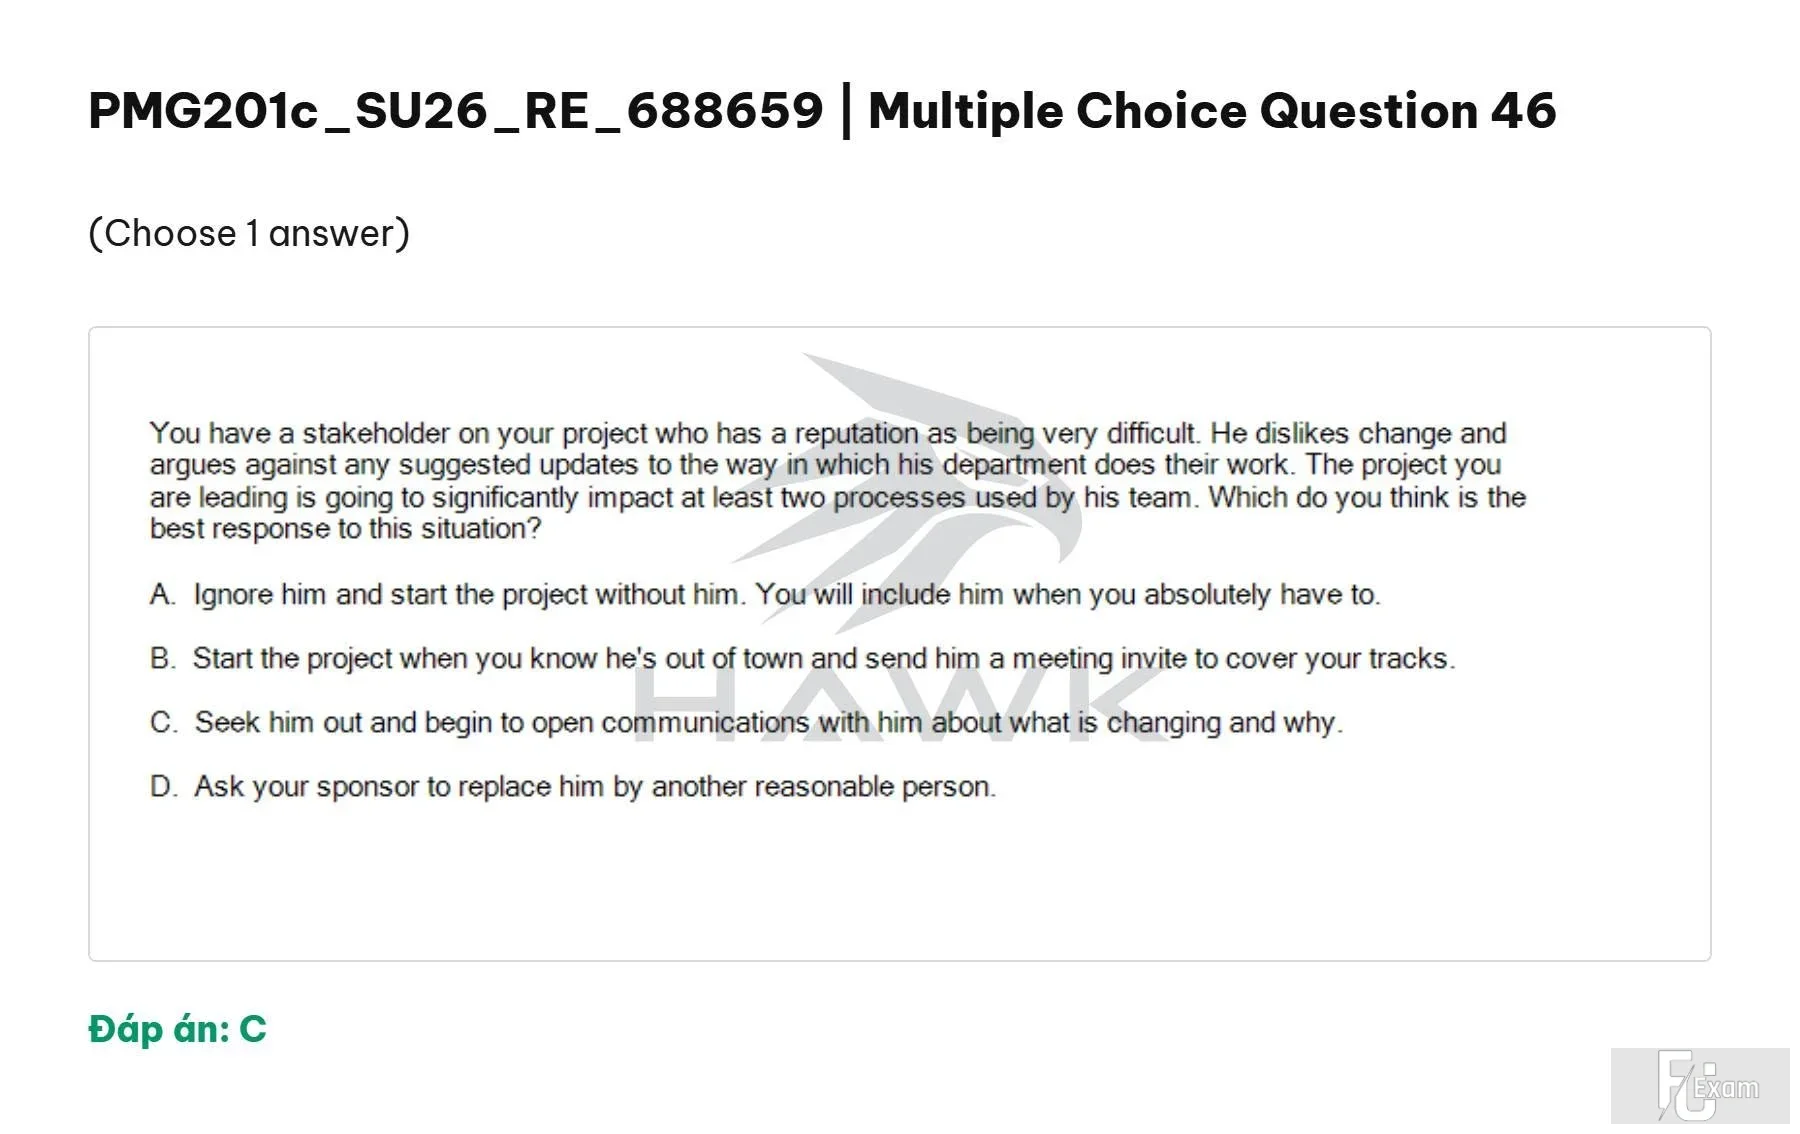 PMG201c_SU26_RE_688659 | Multiple Choice Question 46
(Choose 1 answer)
You have a stakeholder on your project who has a reputation as being very difficult. He dislikes change and
argues against any suggested updates to the way in which his department does their work. The project you
are leading is going to significantly impact at least two processes used by his team. Which do you think is the
best response to this situation?
A. Ignore him and start the project without him. You will include him when you absolutely have to.
B. Start the project when you know he's out of town and send him a meeting invite to cover your tracks.
C. Seek him out and begin to open communications with him about what is changing and why.
D. Ask your sponsor to replace him by another reasonable person.
HAWK
Đáp án: C
FU Exam